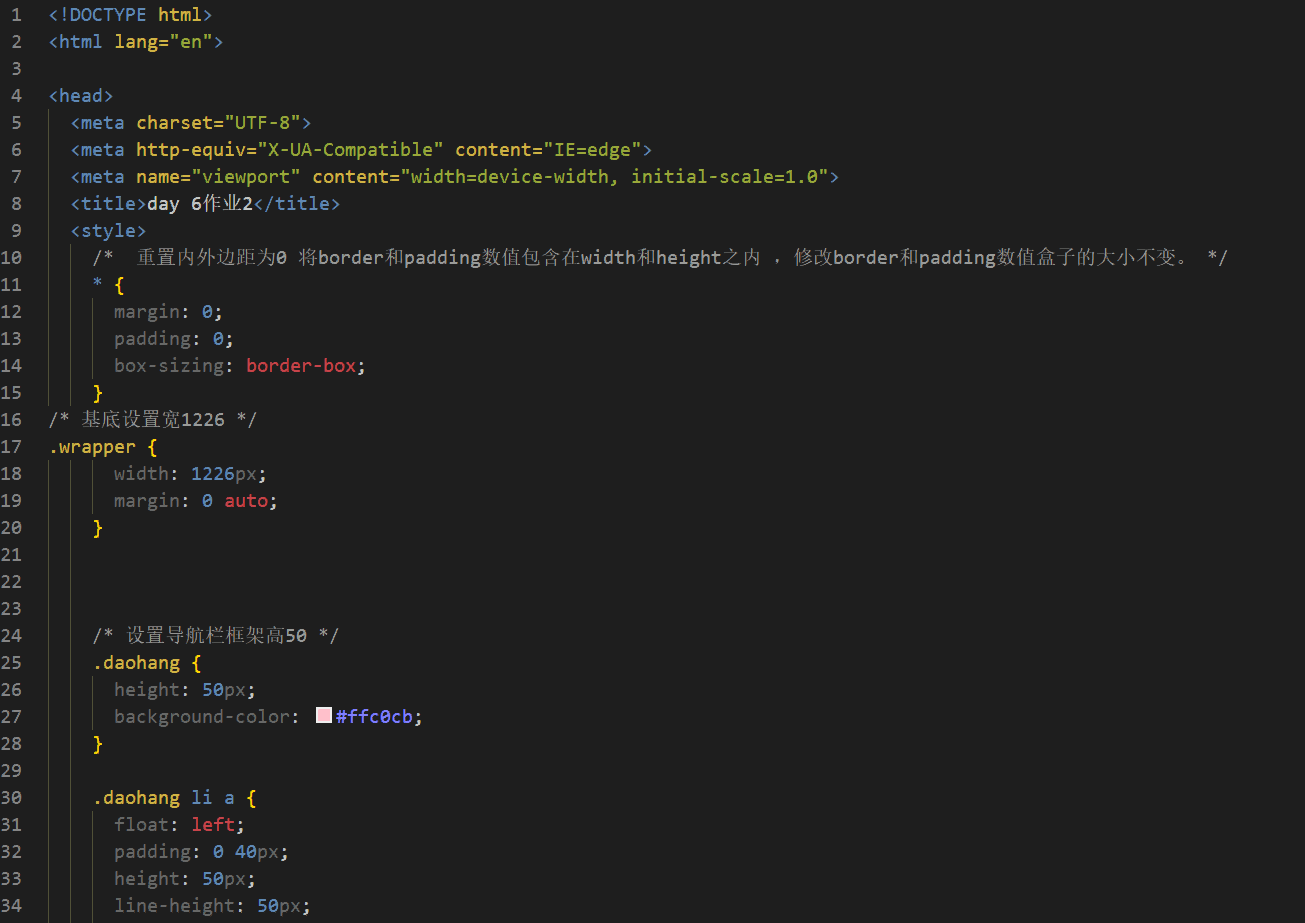 1 <!DOCTYPE html>
2 <html lang="en">
3
4 <head>
5   <meta charset="UTF-8">
6   <meta http-equiv="X-UA-Compatible" content="IE=edge">
7   <meta name="viewport" content="width=device-width, initial-scale=1.0">
8   <title>day 6作业2</title>
9   <style>
10     /*  重置内外边距为0 将border和padding数值包含在width和height之内 ，修改border和padding数值盒子的大小不变。 */
11     * {
12       margin: 0;
13       padding: 0;
14       box-sizing: border-box;
15     }
16 /* 基底设置宽1226 */
17 .wrapper {
18       width: 1226px;
19       margin: 0 auto;
20     }
21
22
23
24     /* 设置导航栏框架高50 */
25     .daohang {
26       height: 50px;
27       background-color: #ffc0cb;
28     }
29
30     .daohang li a {
31       float: left;
32       padding: 0 40px;
33       height: 50px;
34       line-height: 50px;